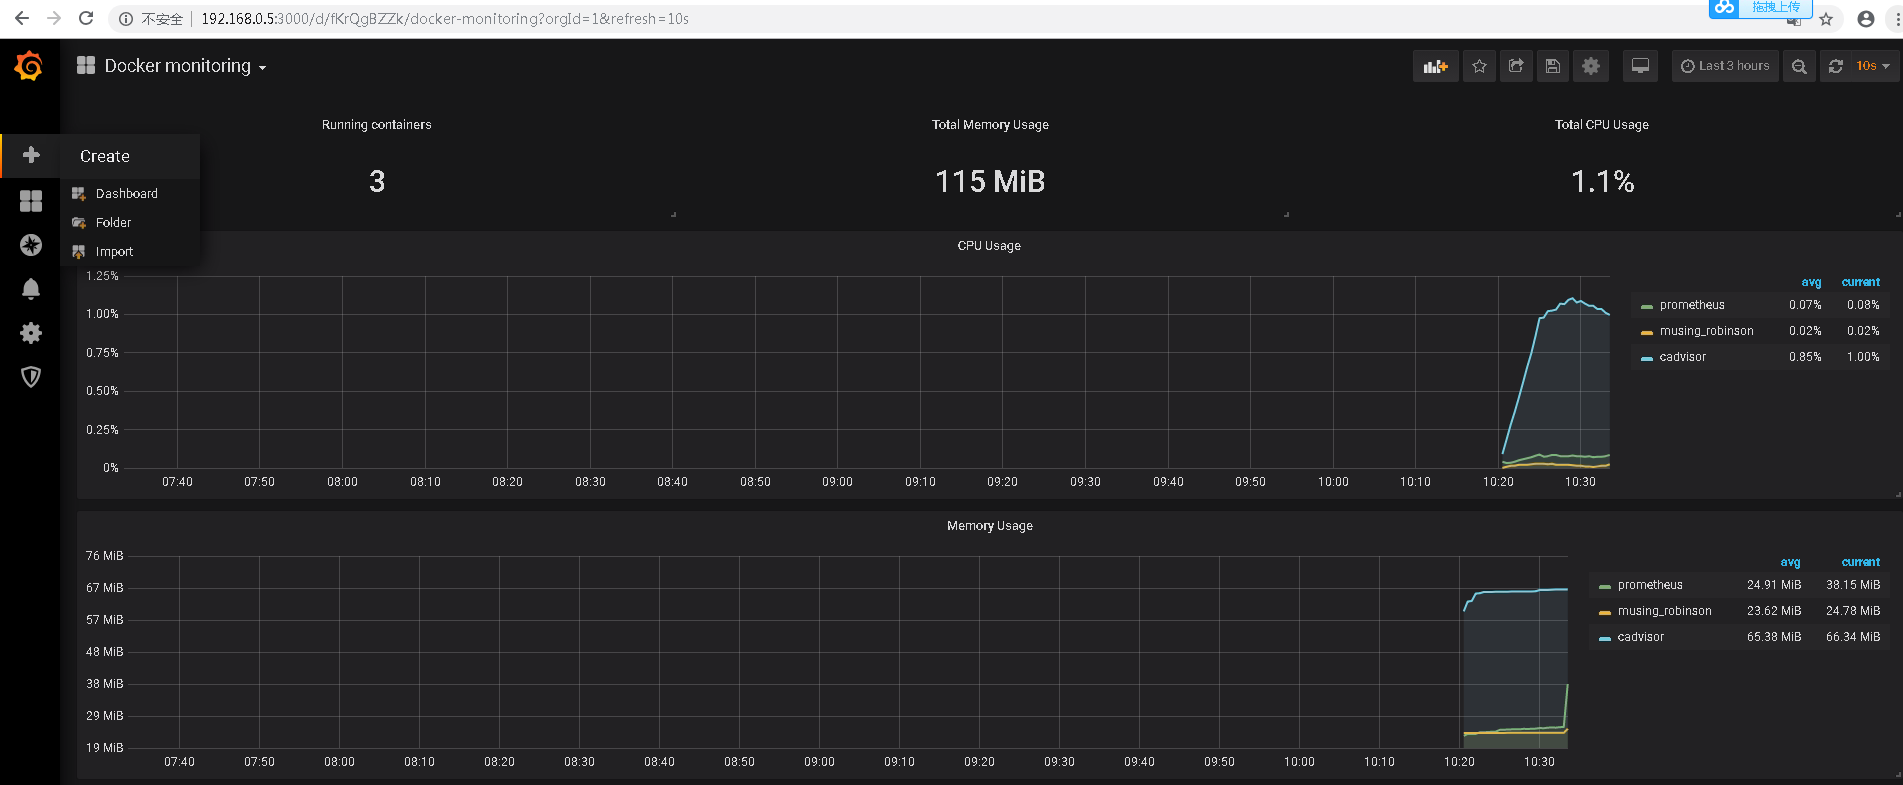 不安全 192.168.0.5:3000/d/fKrQgBZZk/docker-monitoring?orgId=1&refresh=10s
拖拽上传
Docker monitoring
Last 3 hours
10s
Create
Dashboard
Folder
Import
Running containers
3
Total Memory Usage
115 MiB
Total CPU Usage
1.1%
CPU Usage
1.25%
1.00%
0.75%
0.50%
0.25%
0%
07:40 07:50 08:00 08:10 08:20 08:30 08:40 08:50 09:00 09:10 09:20 09:30 09:40 09:50 10:00 10:10 10:20 10:30
avg current
prometheus 0.07% 0.08%
musing_robinson 0.02% 0.02%
cadvisor 0.85% 1.00%
Memory Usage
76 MiB
67 MiB
57 MiB
48 MiB
38 MiB
29 MiB
19 MiB
07:40 07:50 08:00 08:10 08:20 08:30 08:40 08:50 09:00 09:10 09:20 09:30 09:40 09:50 10:00 10:10 10:20 10:30
avg current
prometheus 24.91 MiB 38.15 MiB
musing_robinson 23.62 MiB 24.78 MiB
cadvisor 65.38 MiB 66.34 MiB